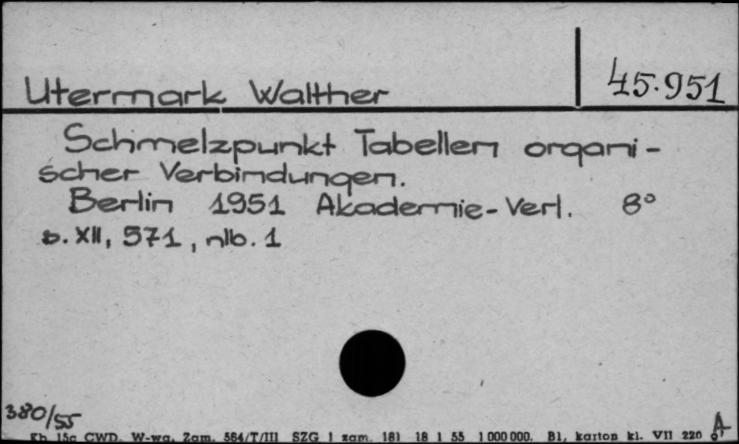 Utermark Walther
45.951
Schmelzpunkt Tabellen organi-
scher Verbindungen.
Berlin 1951 Akademie-Verl. 8°
s. XII, 571, nlb. 1
380/55
Kb 15c CWD. W-wa. Zam. 564/T/III SZG 1 zam. 181 18 1 55 1 000 000. Bl. karton kl. VII 220 g
A